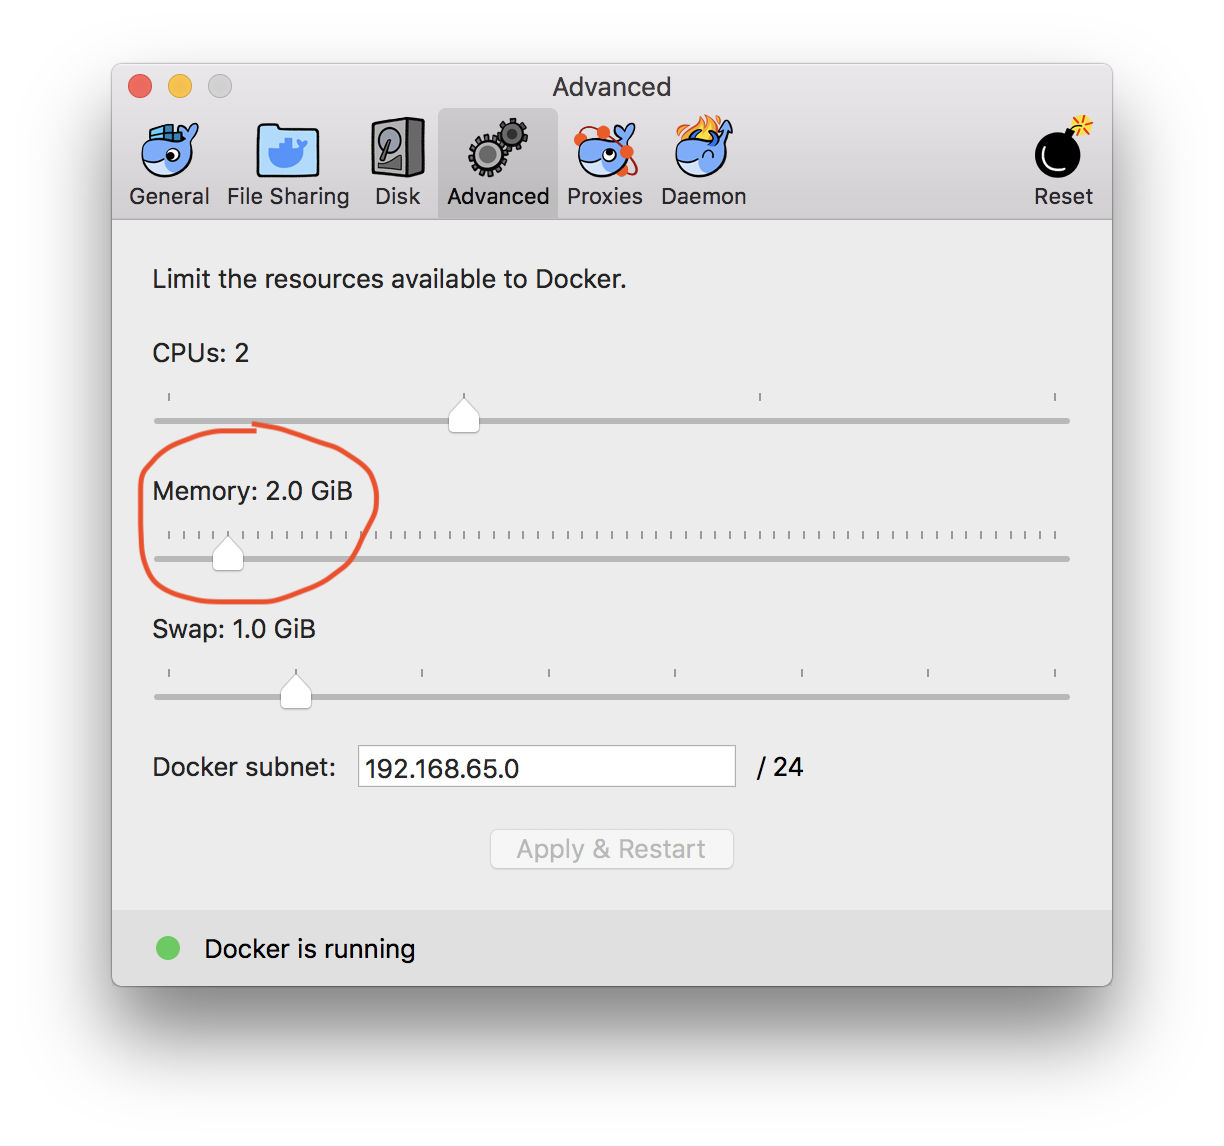 Advanced
General File Sharing Disk Advanced Proxies Daemon Reset
Limit the resources available to Docker.
CPUs: 2
Memory: 2.0 GiB
Swap: 1.0 GiB
Docker subnet: 192.168.65.0 / 24
Apply & Restart
Docker is running